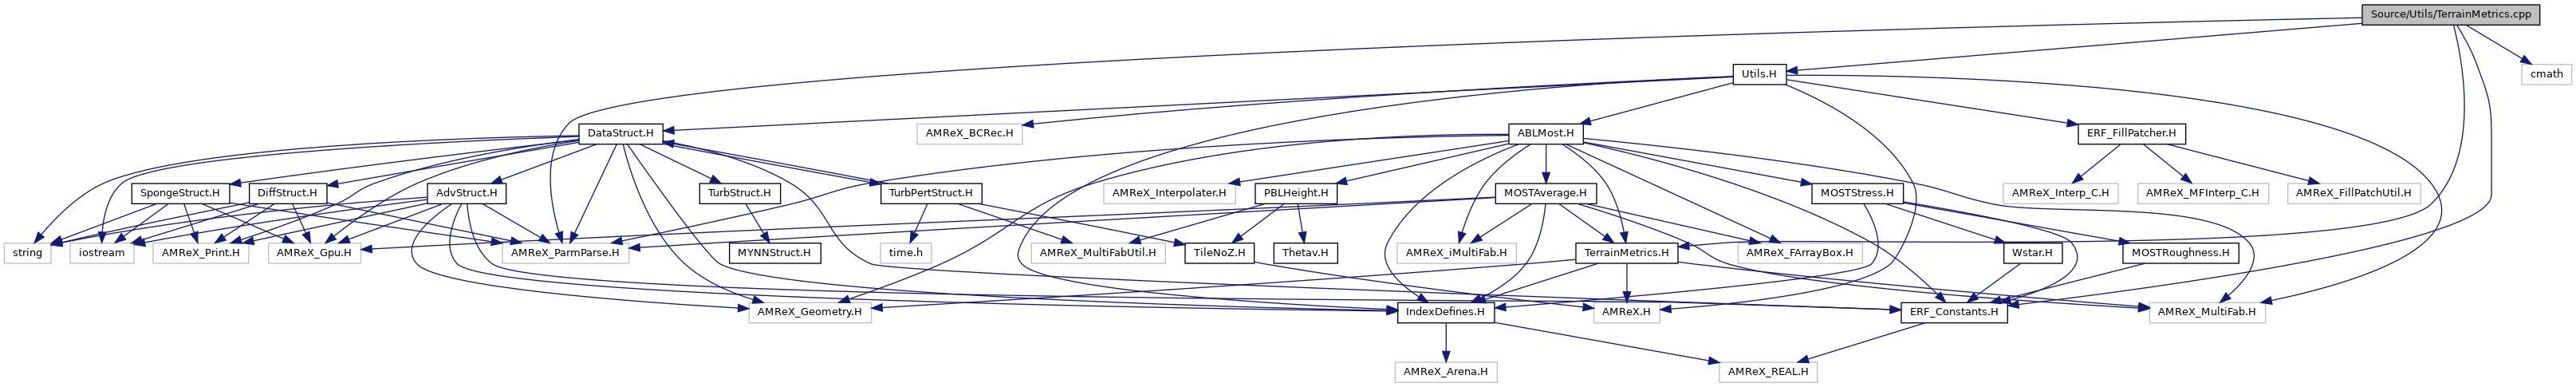 Source/Utils/TerrainMetrics.cpp
Utils.H
cmath
DataStruct.H
AMReX_BCRec.H
ABLMost.H
ERF_FillPatcher.H
SpongeStruct.H
DiffStruct.H
AdvStruct.H
TurbStruct.H
TurbPertStruct.H
AMReX_Interpolater.H
PBLHeight.H
MOSTAverage.H
MOSTStress.H
AMReX_Interp_C.H
AMReX_MFInterp_C.H
AMReX_FillPatchUtil.H
string
iostream
AMReX_Print.H
AMReX_Gpu.H
AMReX_ParmParse.H
MYNNStruct.H
time.h
AMReX_MultiFabUtil.H
TileNoZ.H
Thetav.H
AMReX_iMultiFab.H
TerrainMetrics.H
AMReX_FArrayBox.H
Wstar.H
MOSTRoughness.H
AMReX_Geometry.H
IndexDefines.H
AMReX.H
ERF_Constants.H
AMReX_MultiFab.H
AMReX_Arena.H
AMReX_REAL.H